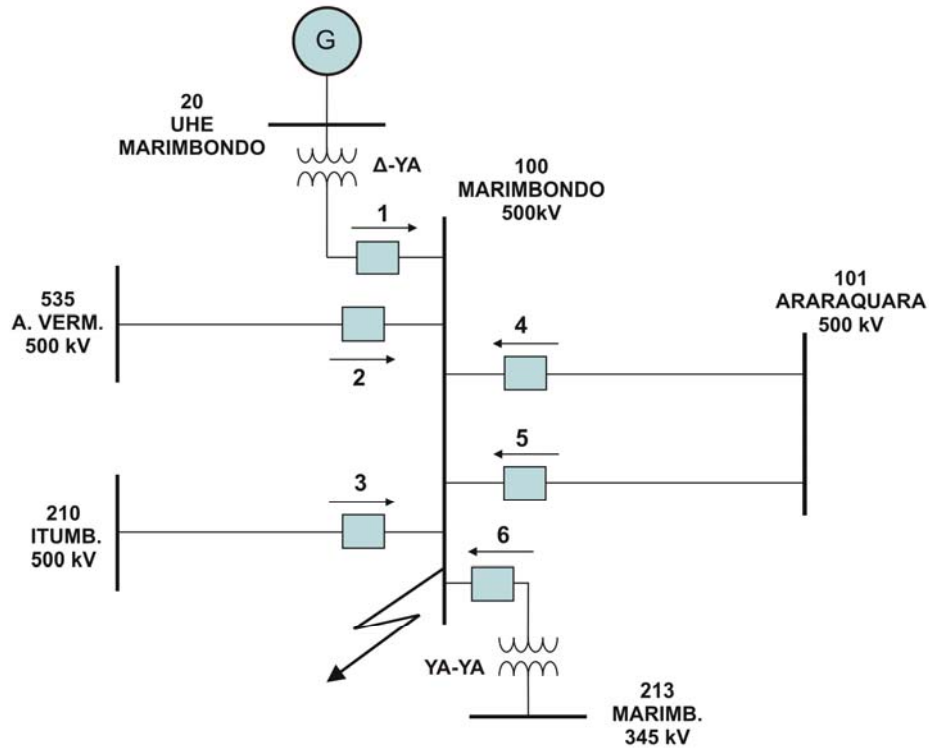 G
20
UHE
MARIMBONDO
Δ-YA
100
MARIMBONDO
500kV
1
535
A. VERM.
500 kV
2
101
ARARAQUARA
500 kV
4
5
210
ITUMB.
500 kV
3
6
YA-YA
213
MARIMB.
345 kV